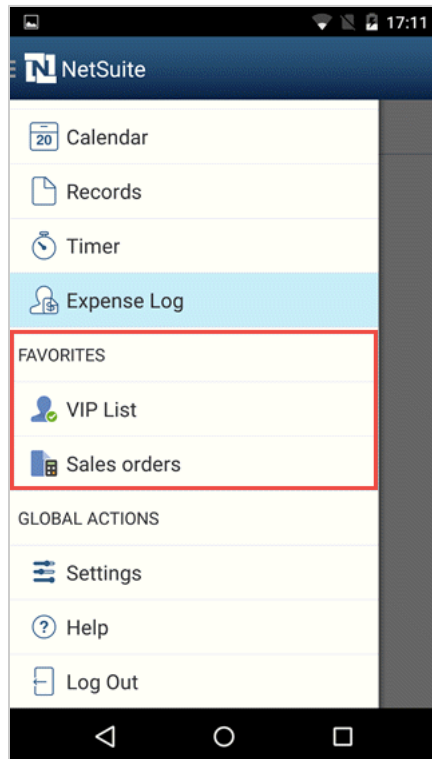 17:11
NetSuite
20 Calendar
Records
Timer
Expense Log
FAVORITES
VIP List
Sales orders
GLOBAL ACTIONS
Settings
? Help
Log Out